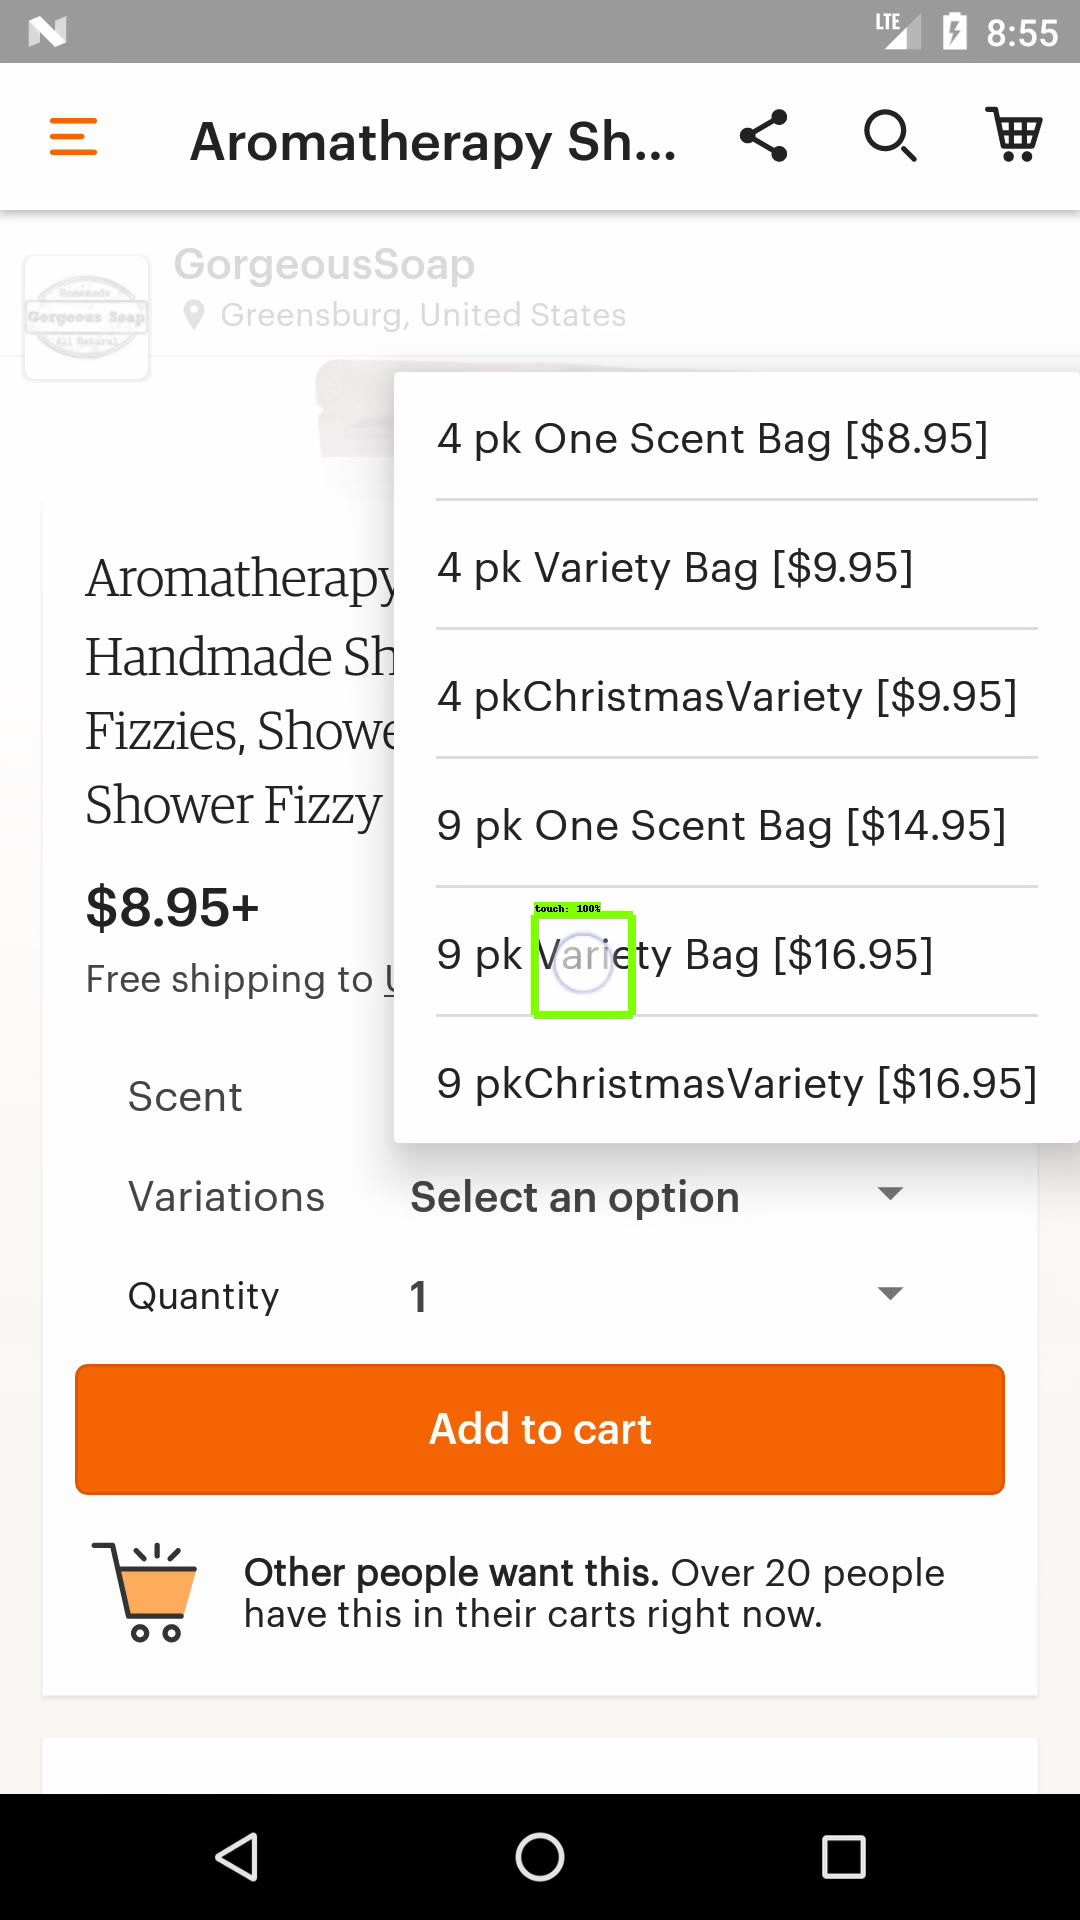 LTE 8:55
Aromatherapy Sh...
GorgeousSoap
Greensburg, United States
Homemade
Gorgeous Soap
All Natural
4 pk One Scent Bag [$8.95]
4 pk Variety Bag [$9.95]
4 pkChristmasVariety [$9.95]
9 pk One Scent Bag [$14.95]
touch: 100%
9 pk Variety Bag [$16.95]
9 pkChristmasVariety [$16.95]
Aromatherapy
Handmade Sh
Fizzies, Showe
Shower Fizzy
$8.95+
Free shipping to U
Scent
Variations Select an option
Quantity 1
Add to cart
Other people want this. Over 20 people
have this in their carts right now.